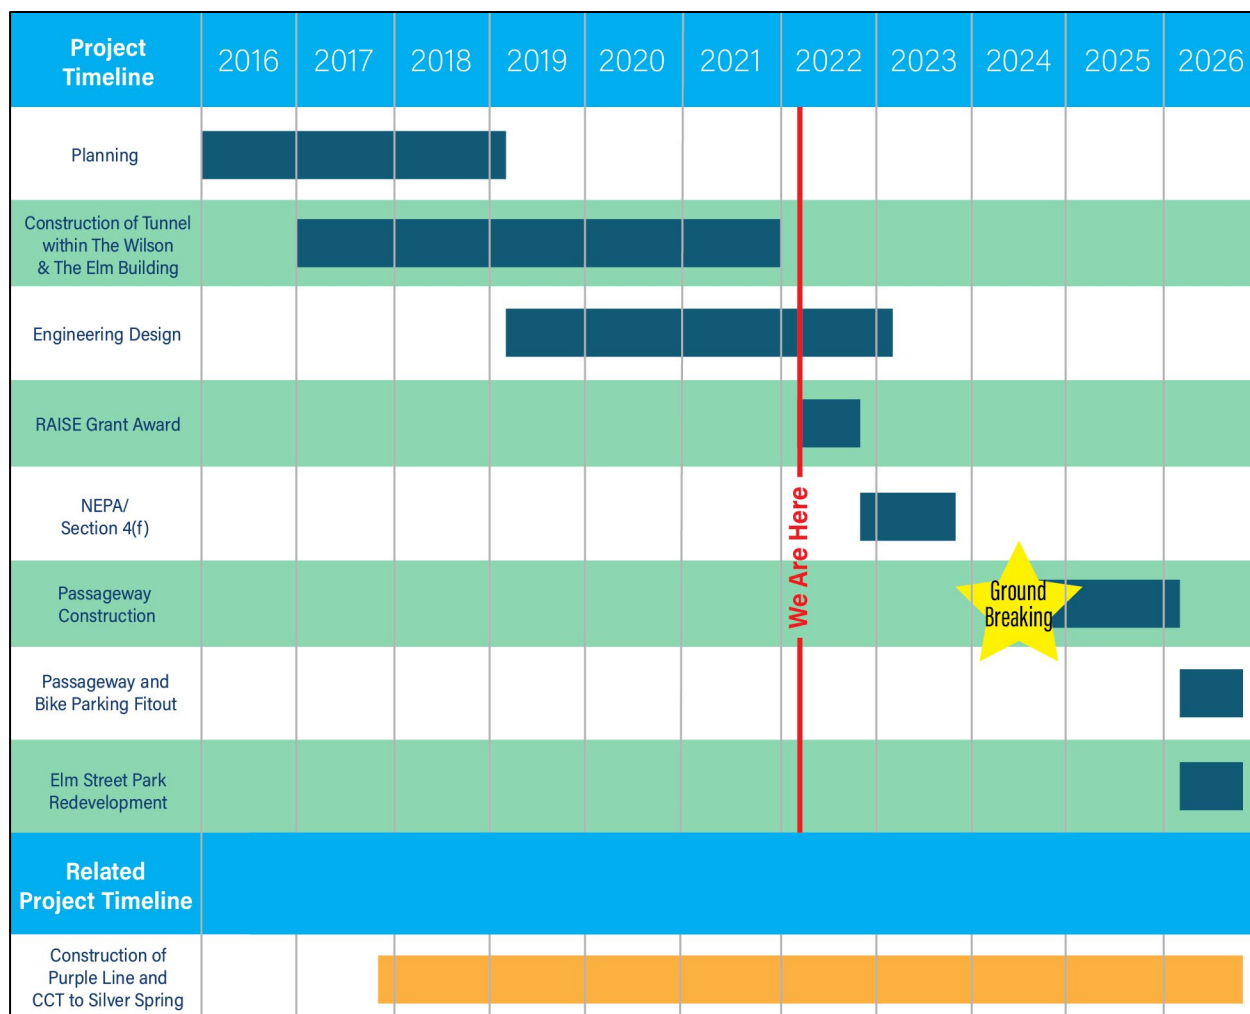 Project
Timeline
2016 2017 2018 2019 2020 2021 2022 2023 2024 2025 2026
Planning
Construction of Tunnel
within The Wilson
& The Elm Building
Engineering Design
RAISE Grant Award
NEPA/
Section 4(f)
We Are Here
Passageway
Construction
Ground
Breaking
Passageway and
Bike Parking Fitout
Elm Street Park
Redevelopment
Related
Project Timeline
Construction of
Purple Line and
CCT to Silver Spring